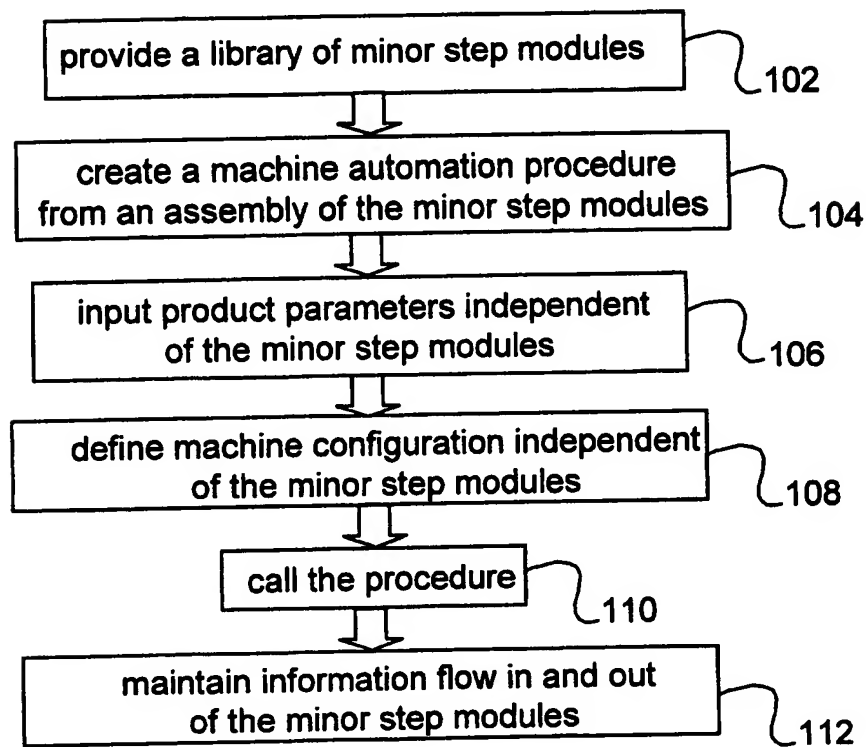 provide a library of minor step modules
102
create a machine automation procedure
from an assembly of the minor step modules
104
input product parameters independent
of the minor step modules
106
define machine configuration independent
of the minor step modules
108
call the procedure
110
maintain information flow in and out
of the minor step modules
112